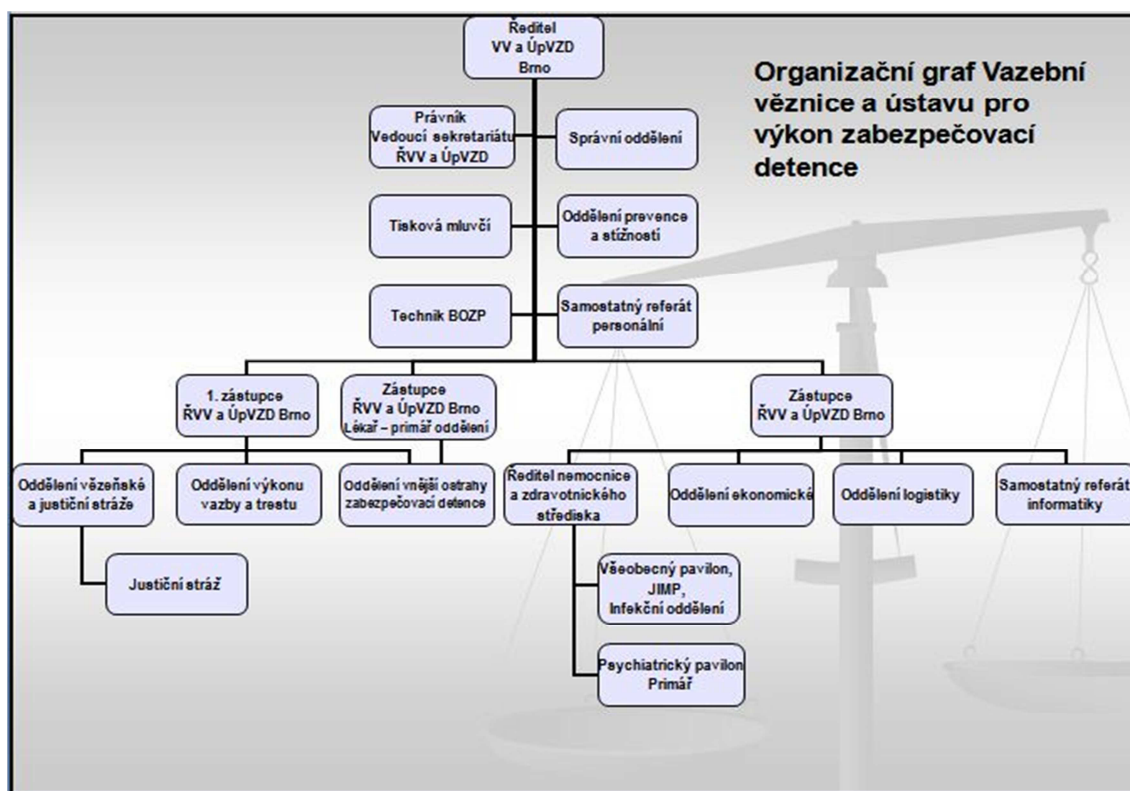 Ředitel
VV a ÚpVZD
Brno
Organizační graf Vazební
věznice a ústavu pro
výkon zabezpečovací
detence
Právník
Vedoucí sekretariátu
ŘVV a ÚpVZD
Správní oddělení
Tisková mluvčí
Oddělení prevence
a stížností
Technik BOZP
Samostatný referát
personální
1. zástupce
ŘVV a ÚpVZD Brno
Zástupce
ŘVV a ÚpVZD Brno
Lékař – primář oddělení
Zástupce
ŘVV a ÚpVZD Brno
Oddělení vězeňské
a justiční stráže
Oddělení výkonu
vazby a trestu
Oddělení vnější ostrahy
zabezpečovací detence
Ředitel nemocnice
a zdravotnického
střediska
Oddělení ekonomické
Oddělení logistiky
Samostatný referát
informatiky
Justiční stráž
Všeobecný pavilon,
JIMP,
Infekční oddělení
Psychiatrický pavilon
Primář